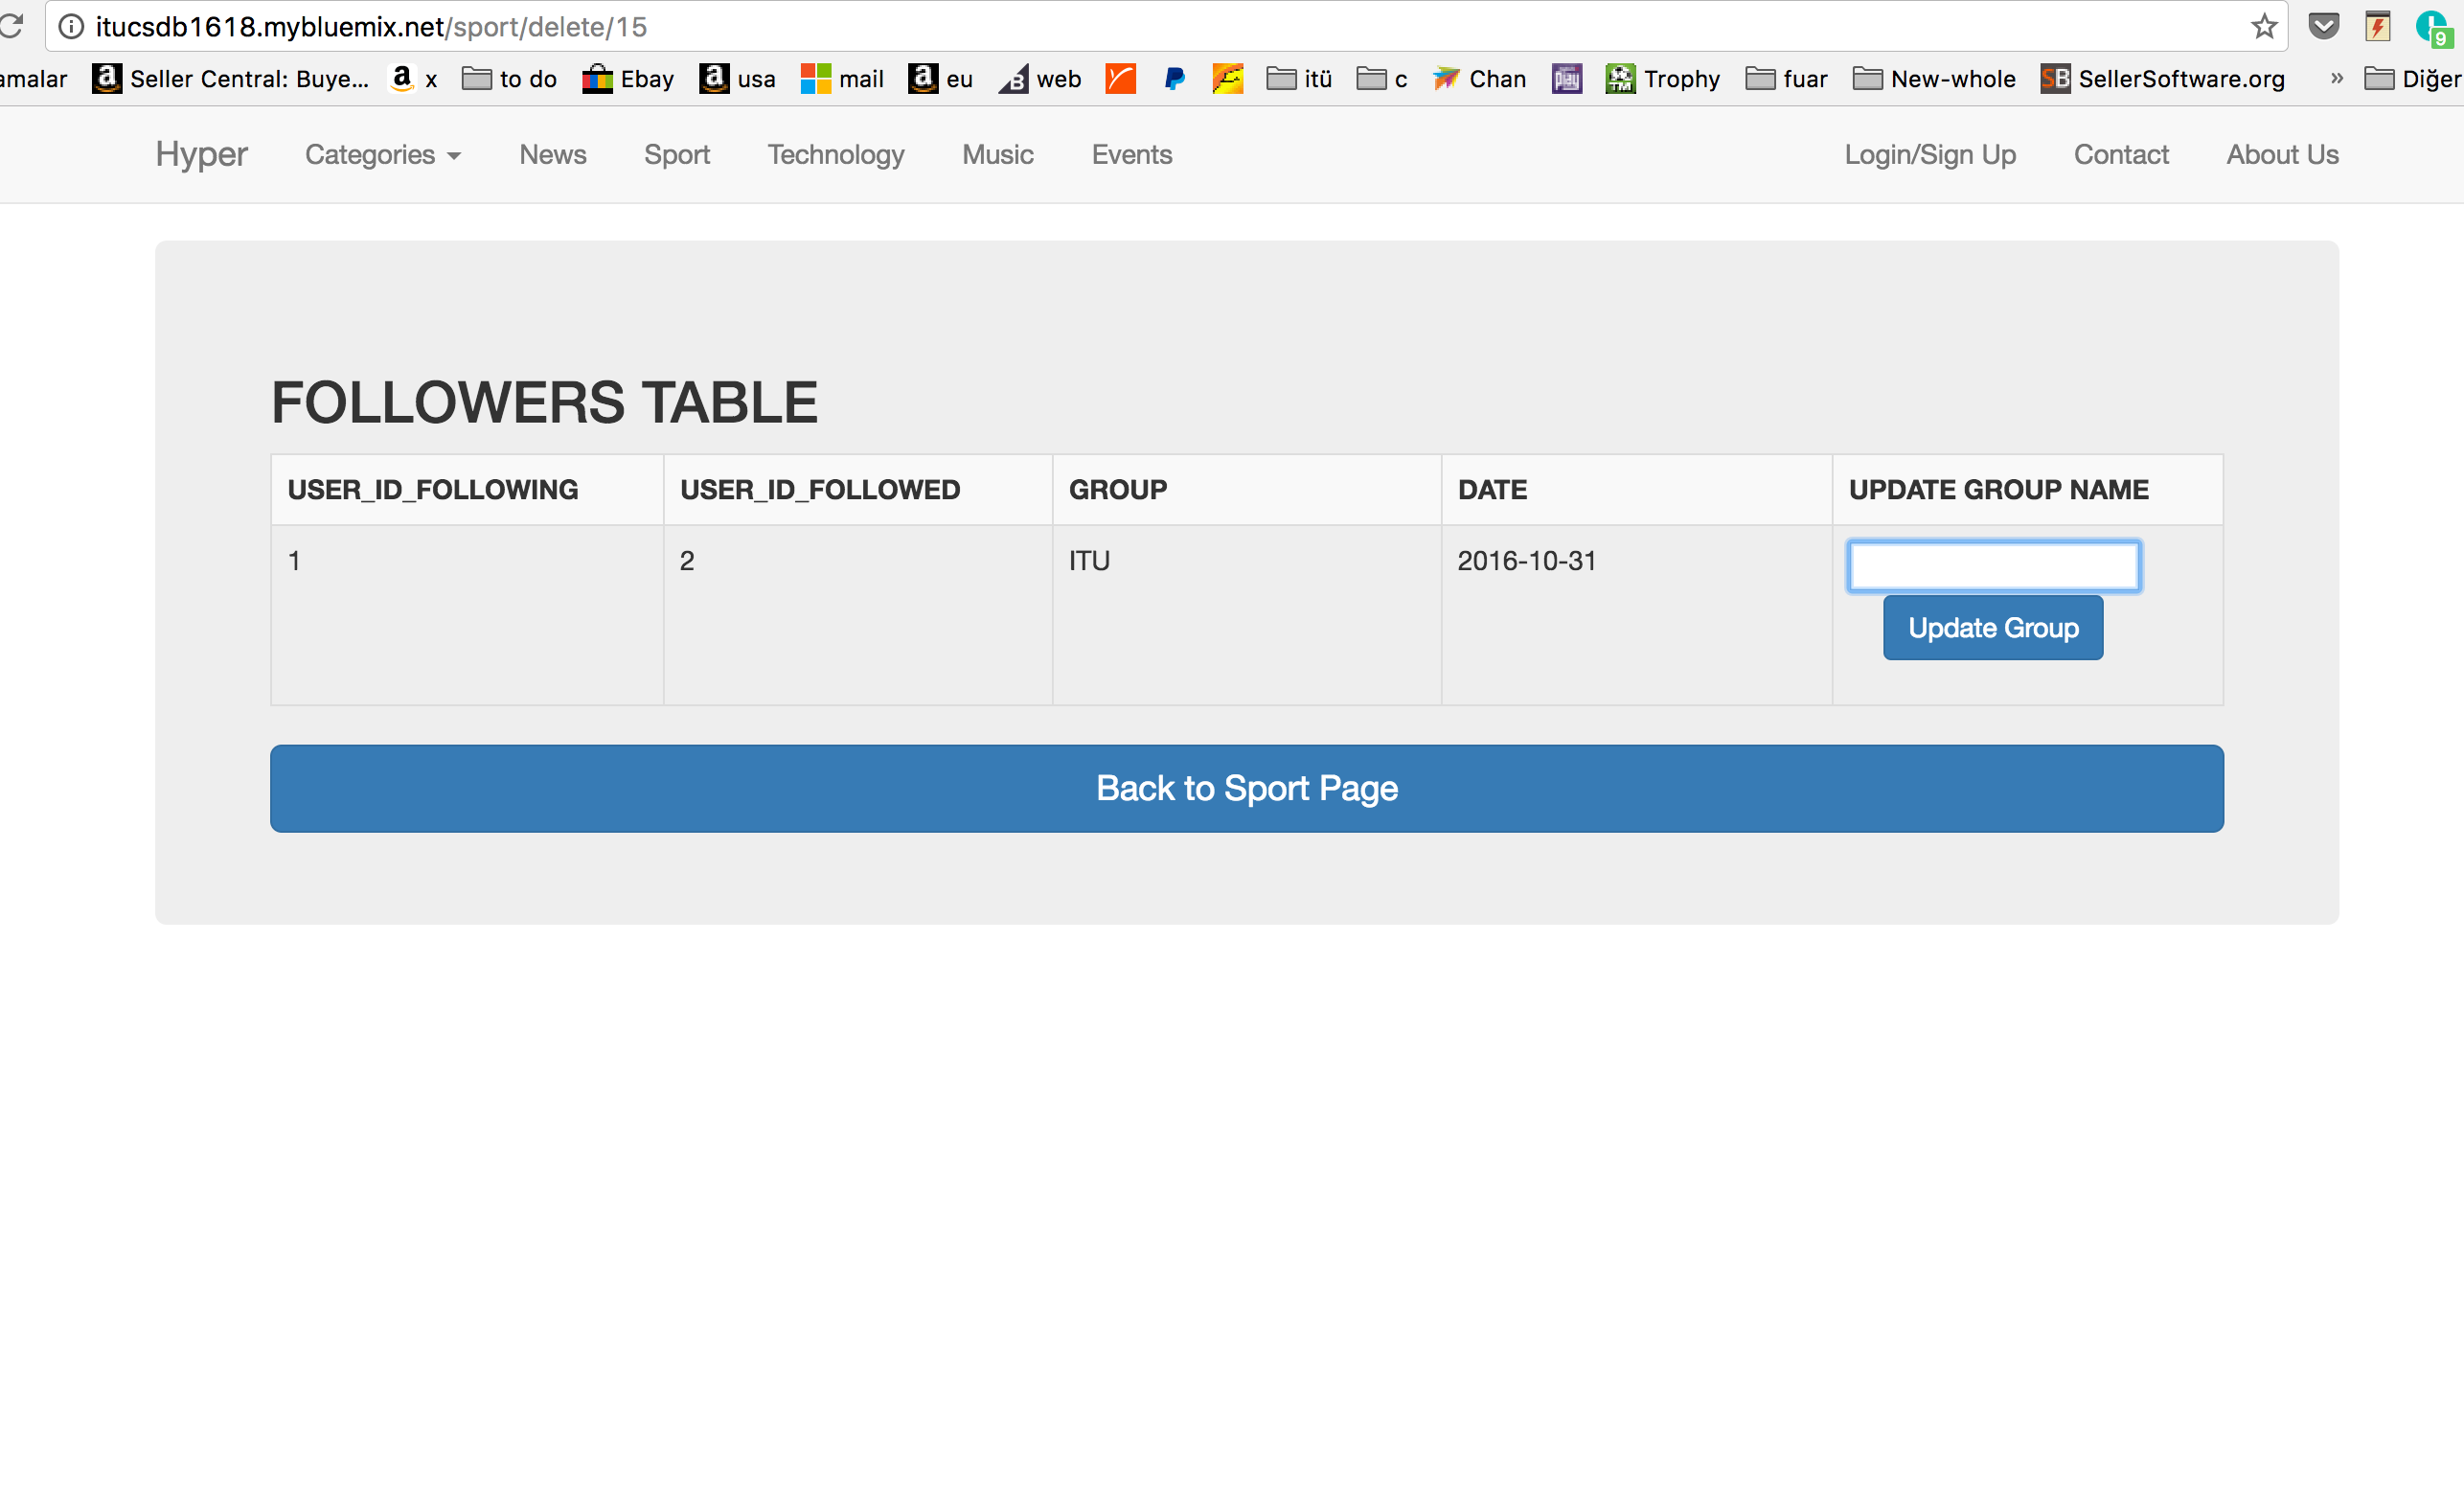 itucsdb1618.mybluemix.net/sport/delete/15
9
amalar Seller Central: Buye... x to do Ebay usa mail eu web itü c Chan Trophy fuar New-whole SB SellerSoftware.org » Diğer
Hyper Categories News Sport Technology Music Events Login/Sign Up Contact About Us
FOLLOWERS TABLE
USER_ID_FOLLOWING USER_ID_FOLLOWED GROUP DATE UPDATE GROUP NAME
1 2 ITU 2016-10-31
Update Group
Back to Sport Page